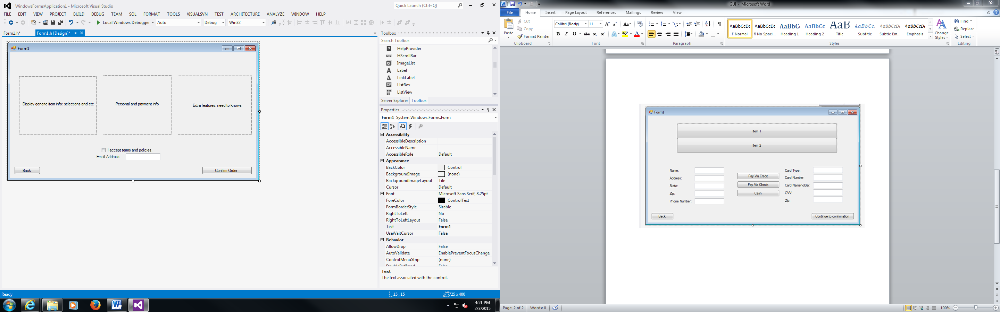 WindowsFormsApplication1 - Microsoft Visual Studio
Quick Launch (Ctrl+Q)
FILE EDIT VIEW PROJECT BUILD DEBUG TEAM SQL FORMAT TOOLS VISUALSVN TEST ARCHITECTURE ANALYZE WINDOW HELP
Local Windows Debugger Auto Debug Win32
Form1.h* Form1.h [Design]*
Form1
Display generic item info: selections and etc
Personal and payment info
Extra features, need to knows
I accept terms and policies.
Email Address:
Back
Confirm Order:
Toolbox
Search Toolbox
HelpProvider
HScrollBar
ImageList
Label
LinkLabel
ListBox
ListView
Server Explorer Toolbox
Properties
Form1 System.Windows.Forms.Form
Accessibility
AccessibleDescription
AccessibleName
AccessibleRole Default
Appearance
BackColor Control
BackgroundImage (none)
BackgroundImageLayout Tile
Cursor Default
Font Microsoft Sans Serif, 8.25pt
ForeColor ControlText
FormBorderStyle Sizable
RightToLeft No
RightToLeftLayout False
Text Form1
UseWaitCursor False
Behavior
AllowDrop False
AutoValidate EnablePreventFocusChange
ContextMenuStrip (none)
DoubleBuffered False
Text
The text associated with the control.
Ready
15 , 15
725 x 400
4:51 PM
2/3/2015
GUI - Microsoft Word
File Home Insert Page Layout References Mailings Review View
Paste
Cut
Copy
Format Painter
Clipboard
Calibri (Body) 11
Font
Paragraph
AaBbCcDc ¶ Normal
AaBbCcDc ¶ No Spaci...
AaBbCc Heading 1
AaBbCc Heading 2
AaB Title
AaBbCc. Subtitle
AaBbCcDc Subtle Em...
AaBbCcDc Emphasis
Change Styles
Styles
Find
Replace
Select
Editing
Form1
Item 1
Item 2
Name:
Address:
State:
Zip:
Phone Number:
Pay Via Credit
Pay Via Check
Cash
Card Type:
Card Number:
Card Nameholder:
CVV:
Zip:
Back
Continue to confirmation
Page: 2 of 2 Words: 0
100%